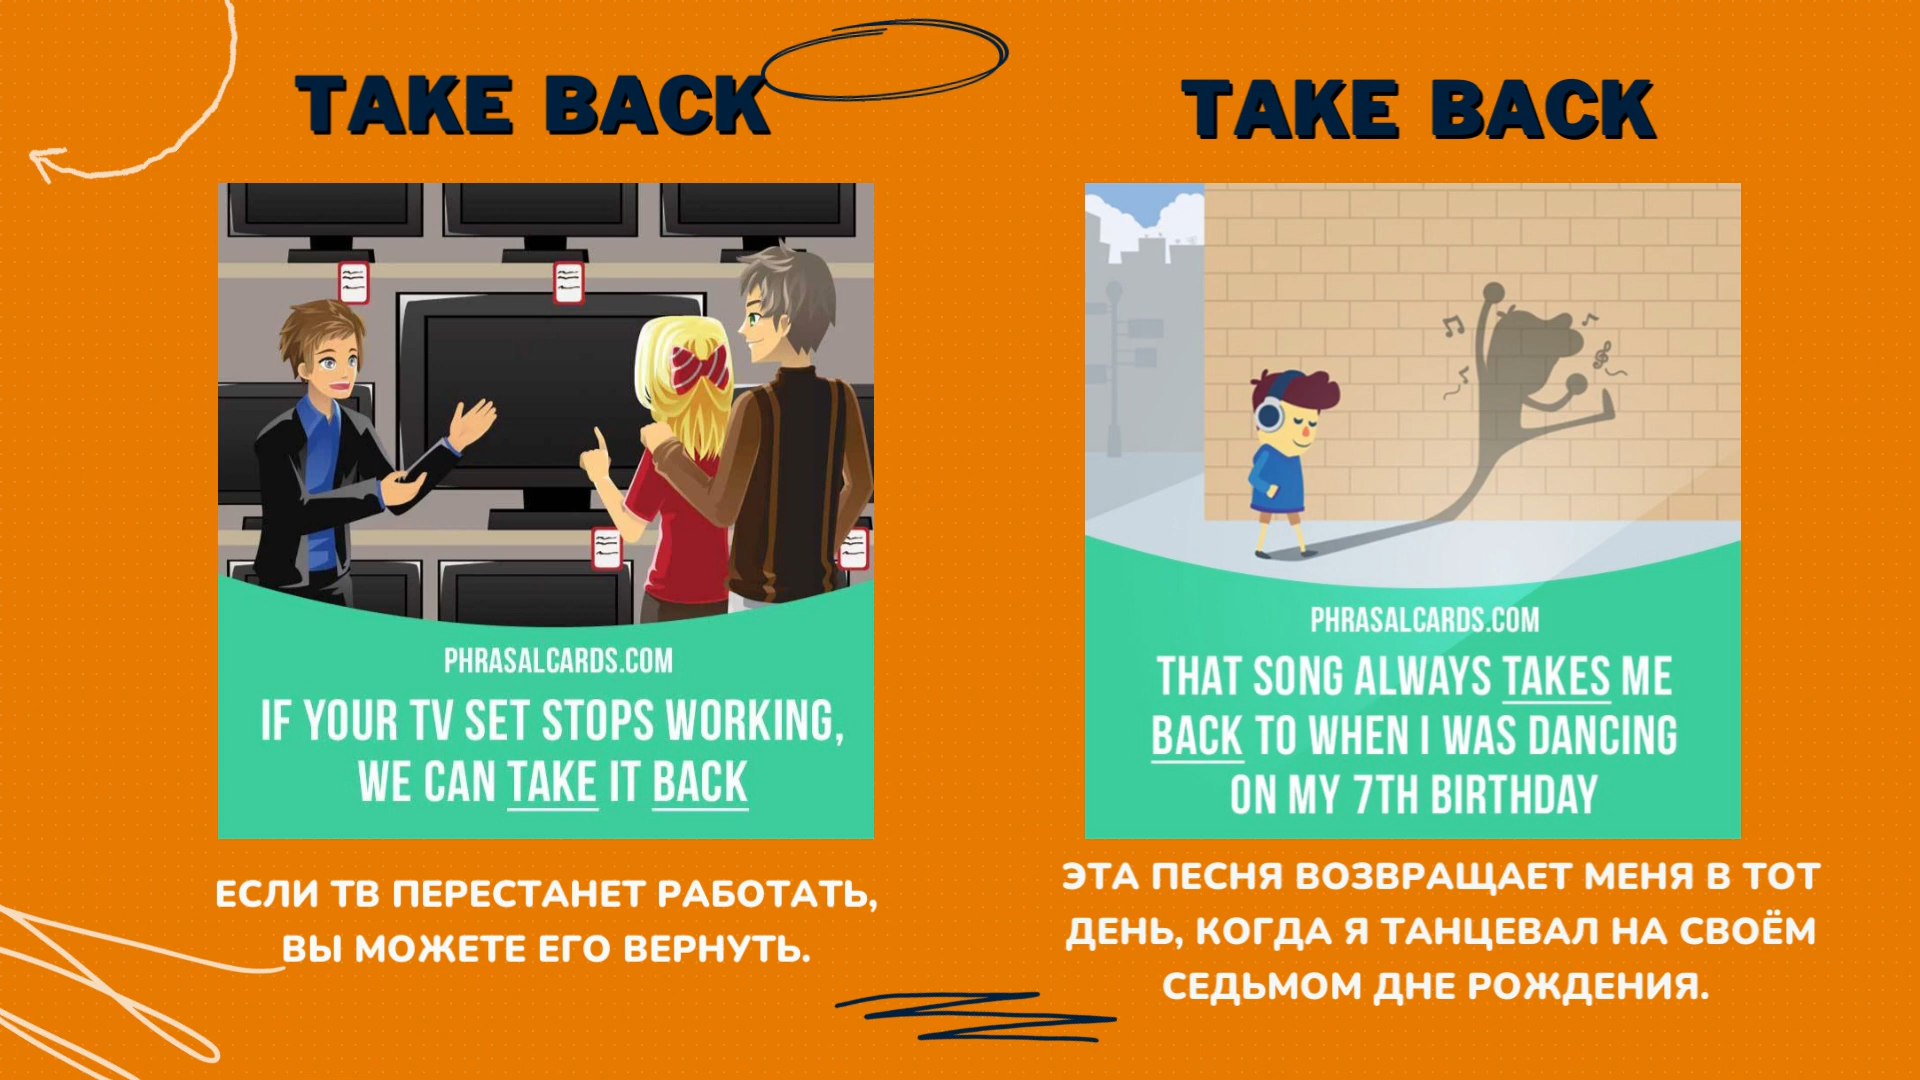 TAKE BACK
PHRASALCARDS.COM
IF YOUR TV SET STOPS WORKING,
WE CAN TAKE IT BACK
ЕСЛИ ТВ ПЕРЕСТАНЕТ РАБОТАТЬ,
ВЫ МОЖЕТЕ ЕГО ВЕРНУТЬ.
TAKE BACK
PHRASALCARDS.COM
THAT SONG ALWAYS TAKES ME
BACK TO WHEN I WAS DANCING
ON MY 7TH BIRTHDAY
ЭТА ПЕСНЯ ВОЗВРАЩАЕТ МЕНЯ В ТОТ
ДЕНЬ, КОГДА Я ТАНЦЕВАЛ НА СВОЁМ
СЕДЬМОМ ДНЕ РОЖДЕНИЯ.